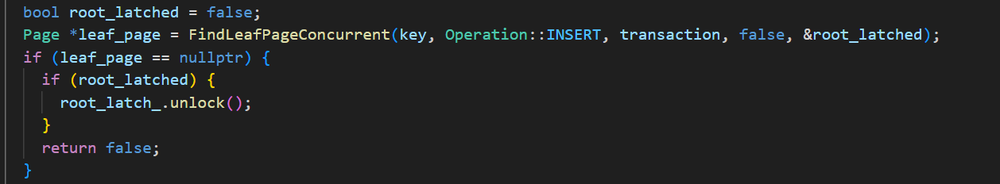 bool root_latched = false;
Page *leaf_page = FindLeafPageConcurrent(key, Operation::INSERT, transaction, false, &root_latched);
if (leaf_page == nullptr) {
  if (root_latched) {
    root_latch_.unlock();
  }
  return false;
}